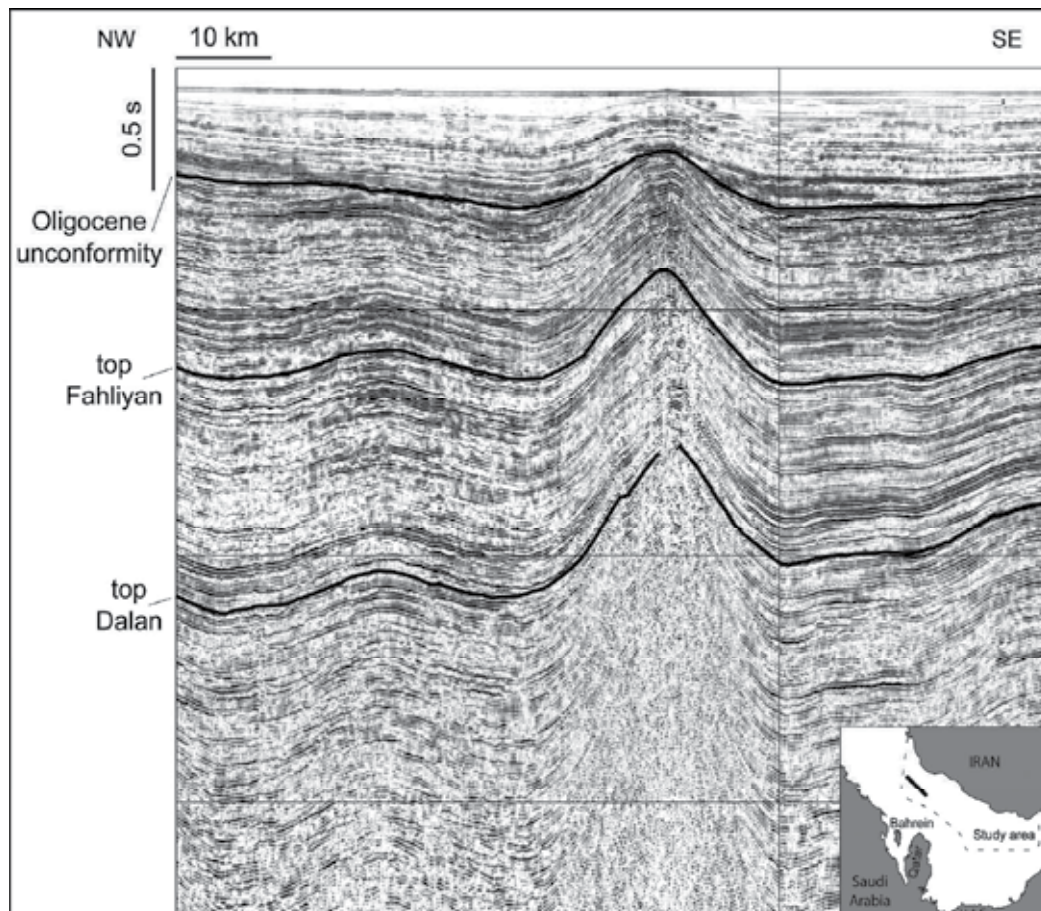 NW
10 km
SE
0.5 s
Oligocene
unconformity
top
Fahliyan
top
Dalan
IRAN
Bahrein
Study area
Qatar
Saudi
Arabia